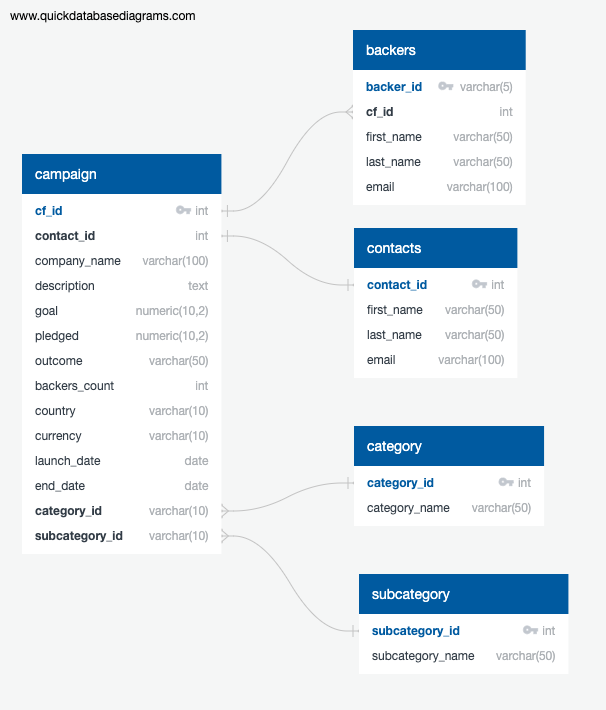 www.quickdatabasediagrams.com
backers
backer_id varchar(5)
cf_id int
first_name varchar(50)
last_name varchar(50)
email varchar(100)
campaign
cf_id int
contact_id int
company_name varchar(100)
description text
goal numeric(10,2)
pledged numeric(10,2)
outcome varchar(50)
backers_count int
country varchar(10)
currency varchar(10)
launch_date date
end_date date
category_id varchar(10)
subcategory_id varchar(10)
contacts
contact_id int
first_name varchar(50)
last_name varchar(50)
email varchar(100)
category
category_id int
category_name varchar(50)
subcategory
subcategory_id int
subcategory_name varchar(50)